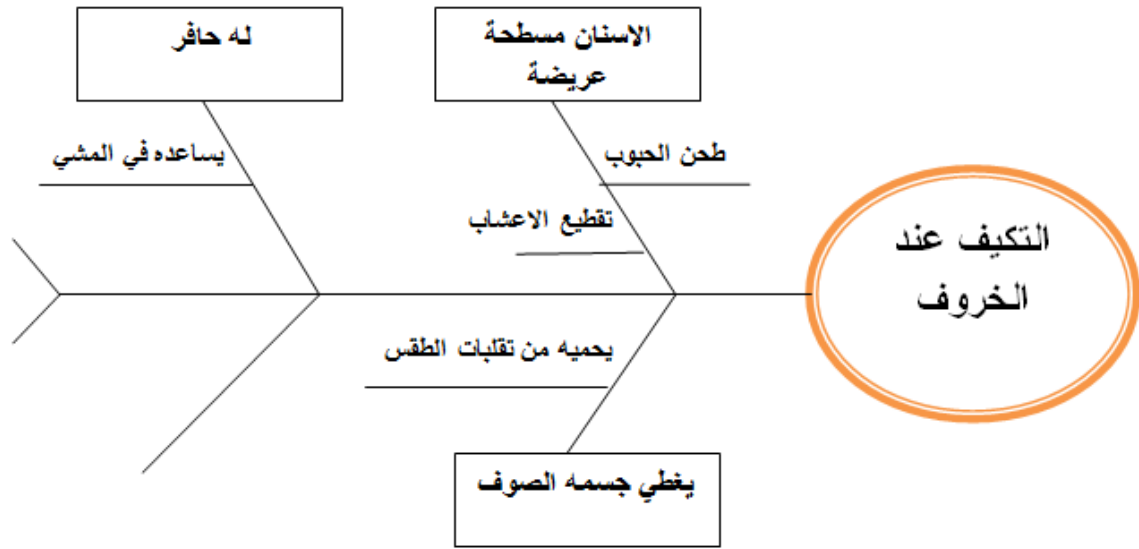 الاسنان مسطحة
عريضة
له حافر
طحن الحبوب
يساعده في المشي
تقطيع الاعشاب
التكيف عند
الخروف
يحميه من تقلبات الطقس
يغطي جسمه الصوف